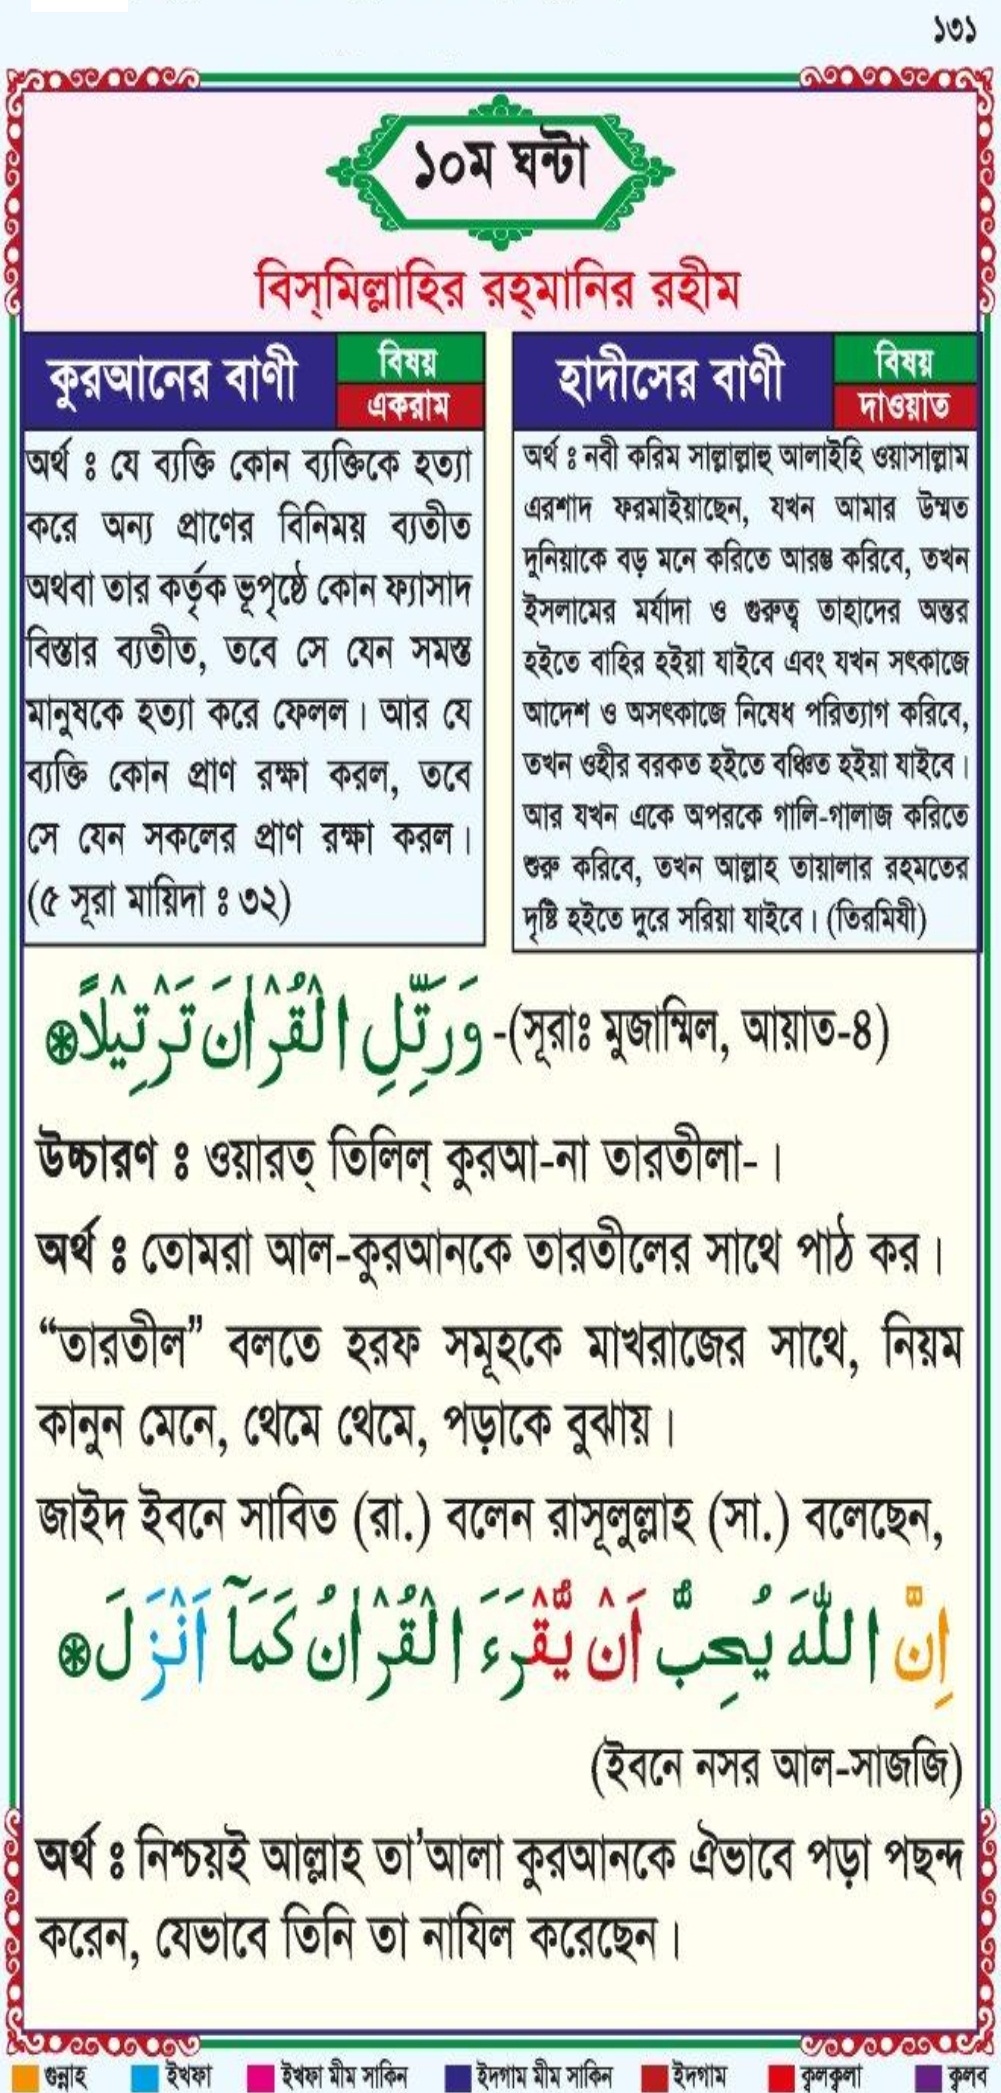 ১৩১
১০ম ঘন্টা
বিস্‌মিল্লাহির রহ্‌মানির রহীম
কুরআনের বাণী
বিষয়
একরাম
অর্থ ঃ যে ব্যক্তি কোন ব্যক্তিকে হত্যা
করে অন্য প্রাণের বিনিময় ব্যতীত
অথবা তার কর্তৃক ভূপৃষ্ঠে কোন ফ্যাসাদ
বিস্তার ব্যতীত, তবে সে যেন সমস্ত
মানুষকে হত্যা করে ফেলল। আর যে
ব্যক্তি কোন প্রাণ রক্ষা করল, তবে
সে যেন সকলের প্রাণ রক্ষা করল।
(৫ সূরা মায়িদা ঃ ৩২)
হাদীসের বাণী
বিষয়
দাওয়াত
অর্থ ঃ নবী করিম সাল্লাল্লাহু আলাইহি ওয়াসাল্লাম
এরশাদ ফরমাইয়াছেন, যখন আমার উম্মত
দুনিয়াকে বড় মনে করিতে আরম্ভ করিবে, তখন
ইসলামের মর্যাদা ও গুরুত্ব তাহাদের অন্তর
হইতে বাহির হইয়া যাইবে এবং যখন সৎকাজে
আদেশ ও অসৎকাজে নিষেধ পরিত্যাগ করিবে,
তখন ওহীর বরকত হইতে বঞ্চিত হইয়া যাইবে।
আর যখন একে অপরকে গালি-গালাজ করিতে
শুরু করিবে, তখন আল্লাহ তায়ালার রহমতের
দৃষ্টি হইতে দুরে সরিয়া যাইবে। (তিরমিযী)
وَرَتِّلِ الْقُرْاٰنَ تَرْتِيْلًا -(সূরাঃ মুজাম্মিল, আয়াত-৪)
উচ্চারণ ঃ ওয়ারত্ তিলিল্ কুরআ-না তারতীলা-।
অর্থ ঃ তোমরা আল-কুরআনকে তারতীলের সাথে পাঠ কর।
“তারতীল” বলতে হরফ সমূহকে মাখরাজের সাথে, নিয়ম
কানুন মেনে, থেমে থেমে, পড়াকে বুঝায়।
জাইদ ইবনে সাবিত (রা.) বলেন রাসূলুল্লাহ (সা.) বলেছেন,
اِنَّ اللّٰهَ يُحِبُّ اَنْ يُّقْرَءَ الْقُرْاٰنُ كَمَآ اَنْزَلَ
(ইবনে নসর আল-সাজজি)
অর্থ ঃ নিশ্চয়ই আল্লাহ তা'আলা কুরআনকে ঐভাবে পড়া পছন্দ
করেন, যেভাবে তিনি তা নাযিল করেছেন।
গুন্নাহ ইখফা ইখফা মীম সাকিন ইদগাম মীম সাকিন ইদগাম ক্বলক্বলা ক্বলব